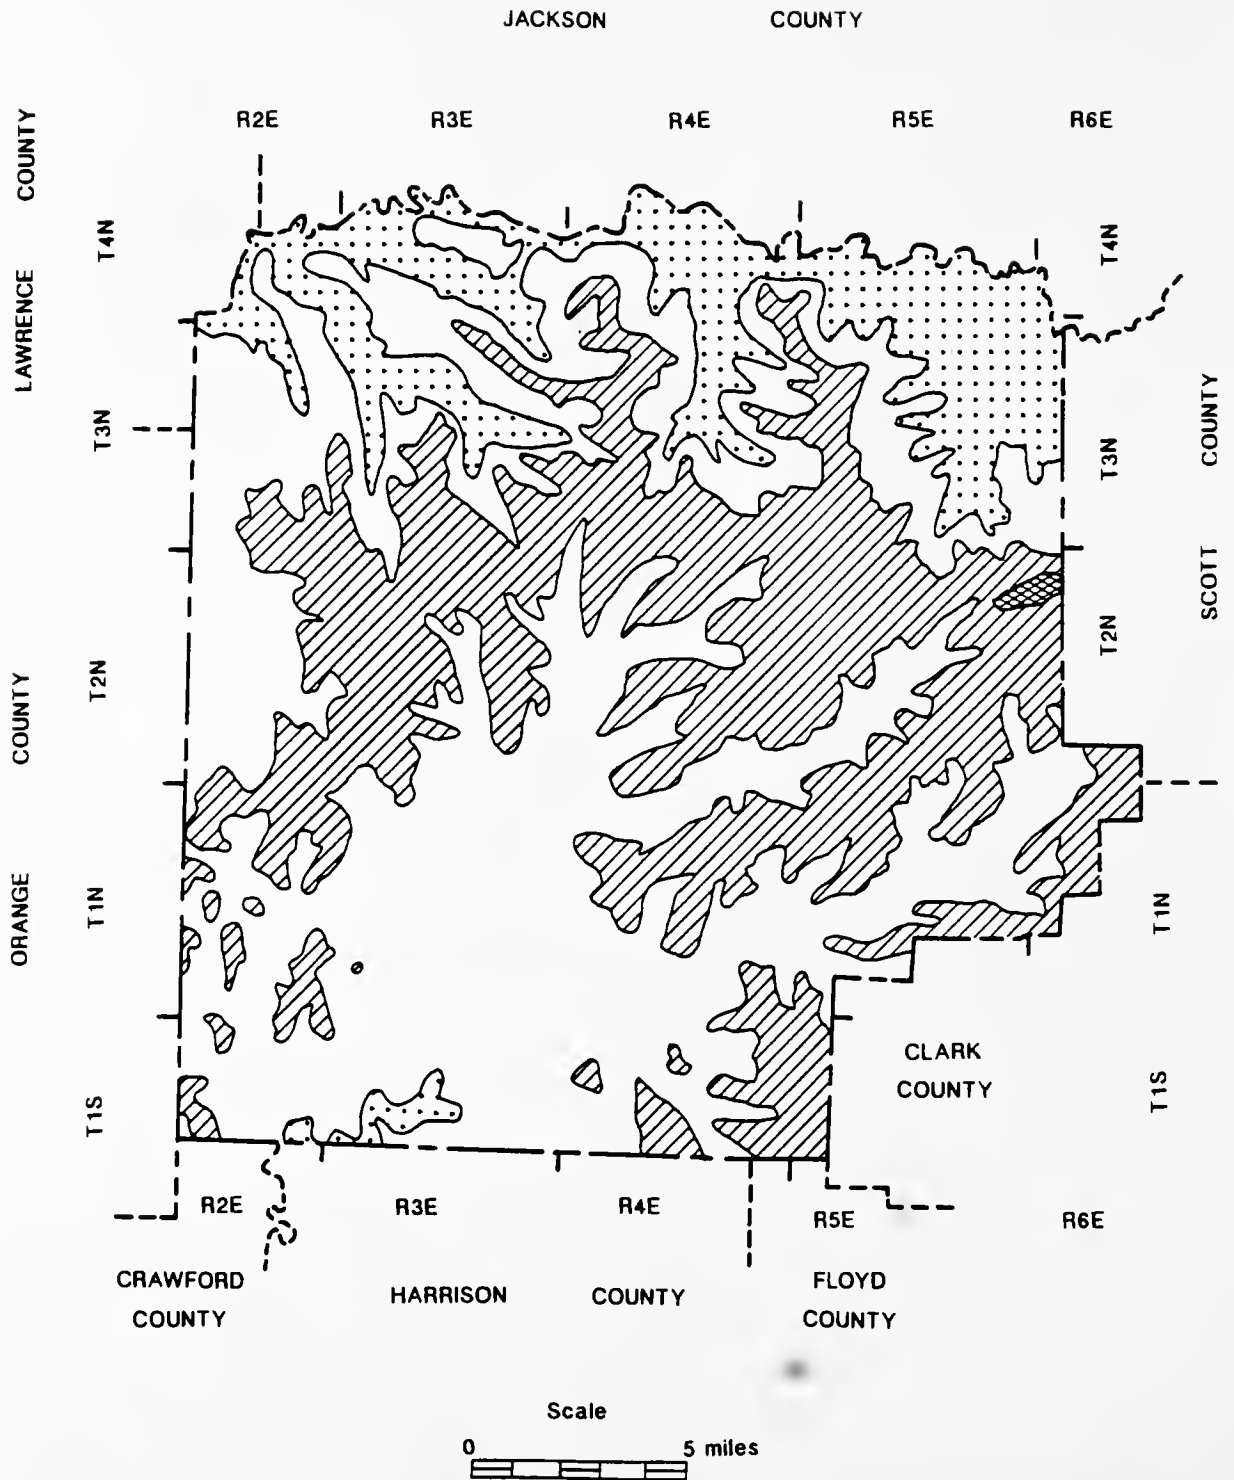 JACKSON COUNTY
R2E R3E R4E R5E R6E
LAWRENCE COUNTY
T4N
T4N
T3N
T3N
SCOTT COUNTY
T2N
T2N
ORANGE COUNTY
T1N
T1N
CLARK
COUNTY
T1S
T1S
R2E R3E R4E R5E R6E
CRAWFORD
COUNTY
HARRISON COUNTY
FLOYD
COUNTY
Scale
0 5 miles